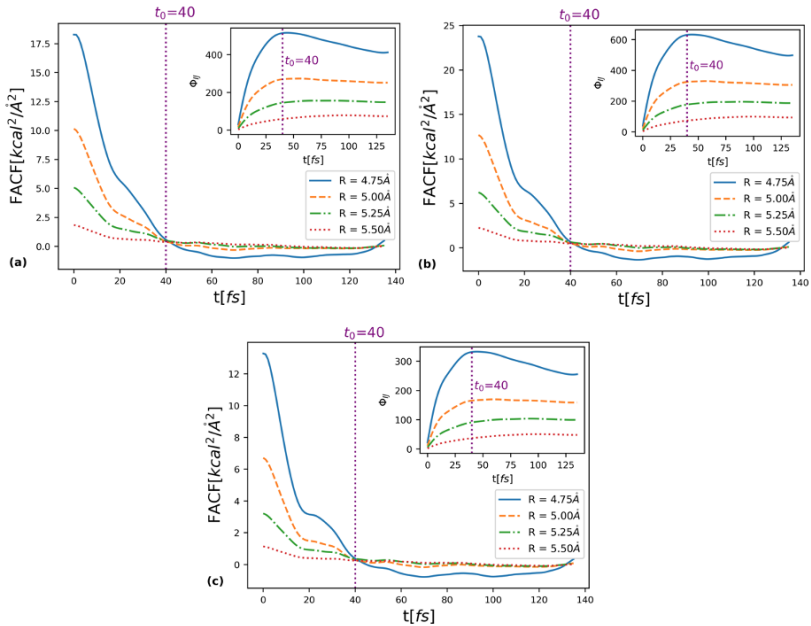 t₀=40
FACF[kcal²/Å²]
17.5
15.0
12.5
10.0
7.5
5.0
2.5
0.0
0
20
40
60
80
100
120
140
t[fs]
(a)
Φᵢⱼ
400
200
0
0
25
50
75
100
125
t[fs]
t₀=40
R = 4.75Å
R = 5.00Å
R = 5.25Å
R = 5.50Å
t₀=40
FACF[kcal²/Å²]
25
20
15
10
5
0
0
20
40
60
80
100
120
140
t[fs]
(b)
Φᵢⱼ
600
400
200
0
0
25
50
75
100
125
t[fs]
t₀=40
R = 4.75Å
R = 5.00Å
R = 5.25Å
R = 5.50Å
t₀=40
FACF[kcal²/Å²]
12
10
8
6
4
2
0
0
20
40
60
80
100
120
140
t[fs]
(c)
Φᵢⱼ
300
200
100
0
0
25
50
75
100
125
t[fs]
t₀=40
R = 4.75Å
R = 5.00Å
R = 5.25Å
R = 5.50Å